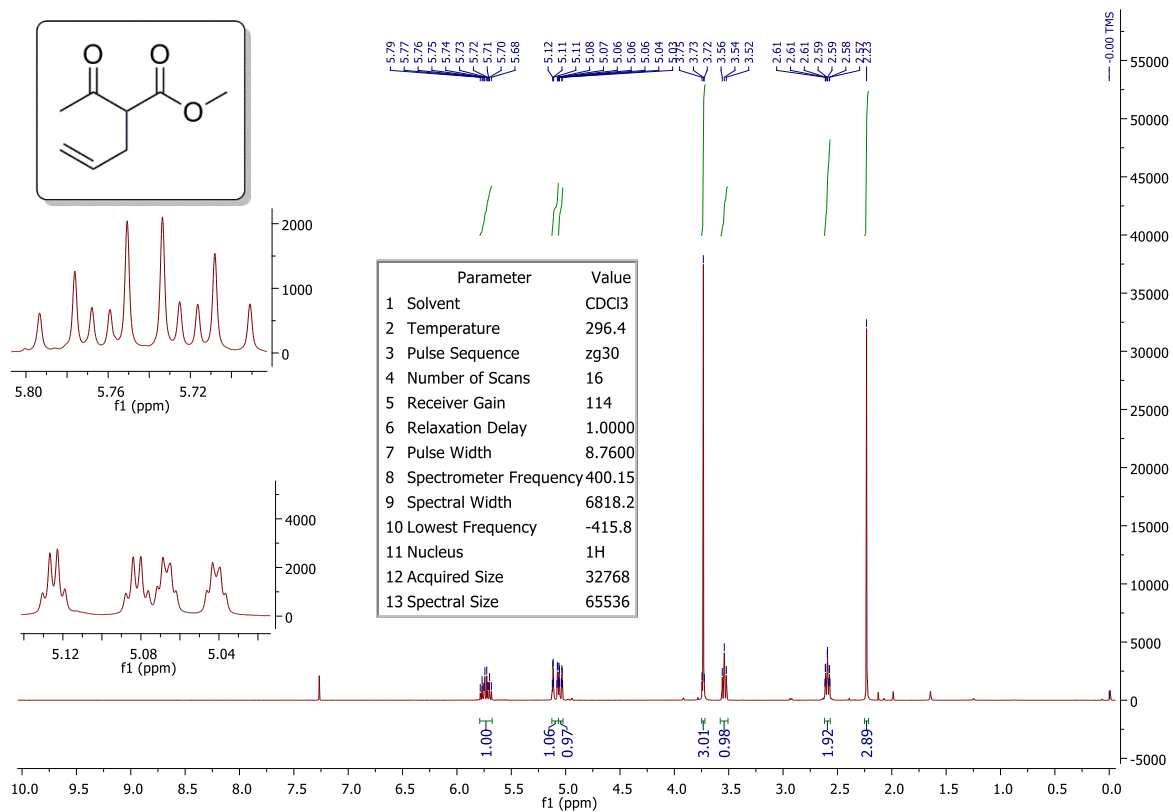 O O
O
5.79 5.77 5.76 5.75 5.74 5.73 5.72 5.71 5.70 5.68
5.12 5.11 5.11 5.08 5.07 5.06 5.06 5.06 5.04 5.03 3.75 3.73 3.72 3.56 3.54 3.52
2.61 2.61 2.61 2.59 2.59 2.58 2.57 2.23
-0.00 TMS
2000
1000
0
5.80 5.76 5.72
f1 (ppm)
4000
2000
0
5.12 5.08 5.04
f1 (ppm)
Parameter Value
1 Solvent CDCl3
2 Temperature 296.4
3 Pulse Sequence zg30
4 Number of Scans 16
5 Receiver Gain 114
6 Relaxation Delay 1.0000
7 Pulse Width 8.7600
8 Spectrometer Frequency 400.15
9 Spectral Width 6818.2
10 Lowest Frequency -415.8
11 Nucleus 1H
12 Acquired Size 32768
13 Spectral Size 65536
55000
50000
45000
40000
35000
30000
25000
20000
15000
10000
5000
0
-5000
1.00 1.06 0.97 3.01 0.98 1.92 2.89
10.0 9.5 9.0 8.5 8.0 7.5 7.0 6.5 6.0 5.5 5.0 4.5 4.0 3.5 3.0 2.5 2.0 1.5 1.0 0.5 0.0
f1 (ppm)